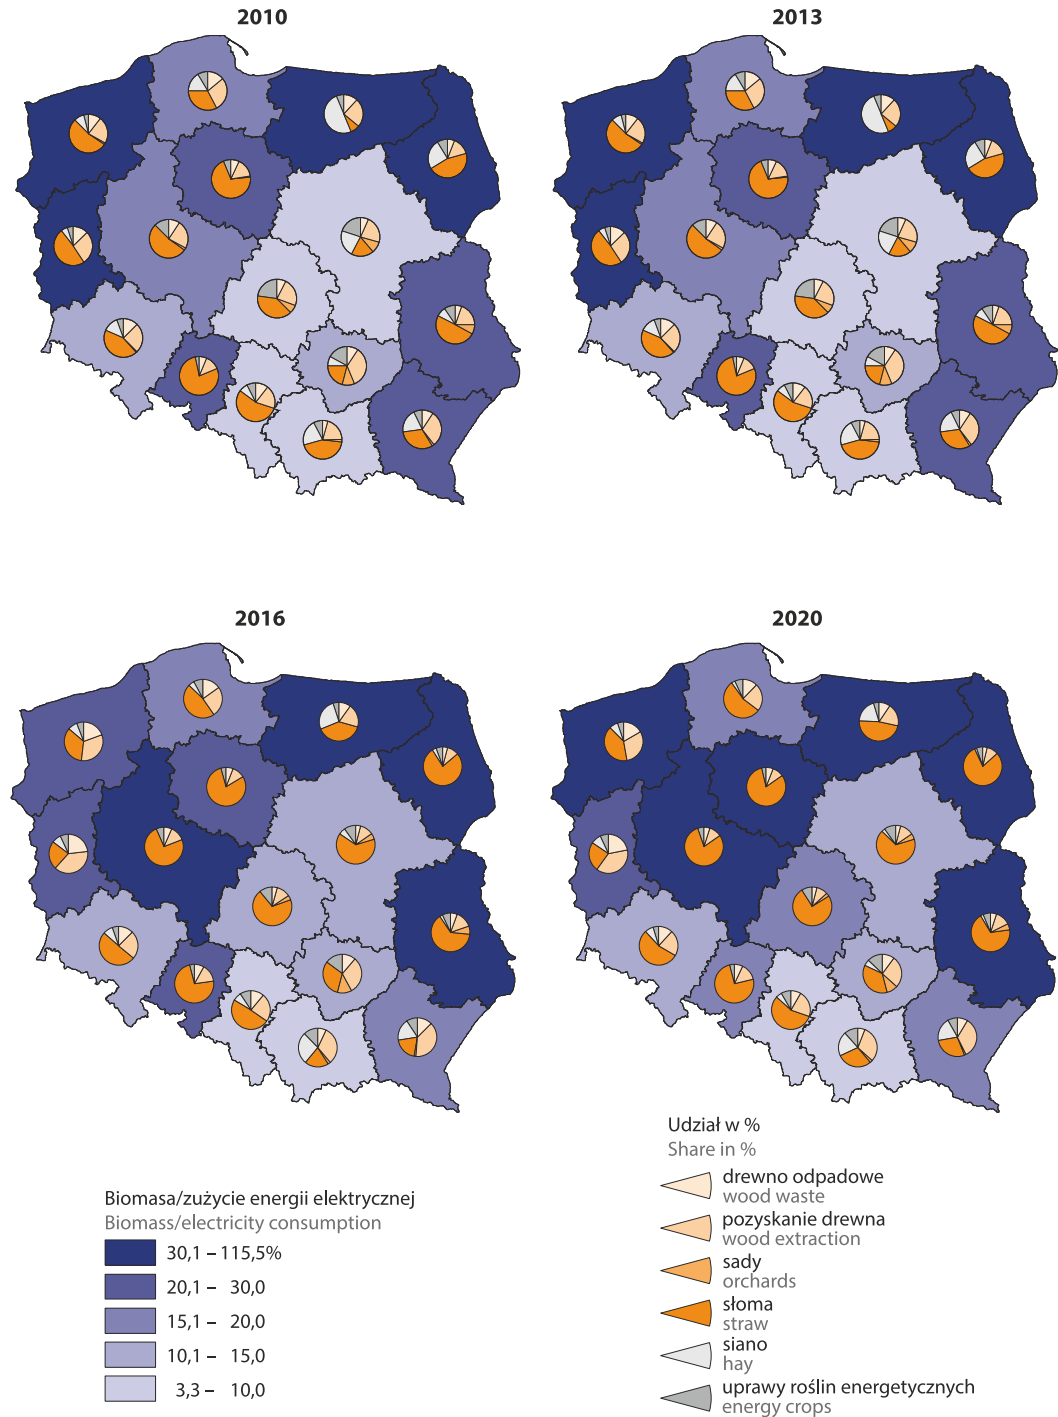 2010
2013
2016
2020
Biomasa/zużycie energii elektrycznej
Biomass/electricity consumption
30,1 – 115,5%
20,1 – 30,0
15,1 – 20,0
10,1 – 15,0
3,3 – 10,0
Udział w %
Share in %
drewno odpadowe
wood waste
pozyskanie drewna
wood extraction
sady
orchards
słoma
straw
siano
hay
uprawy roślin energetycznych
energy crops